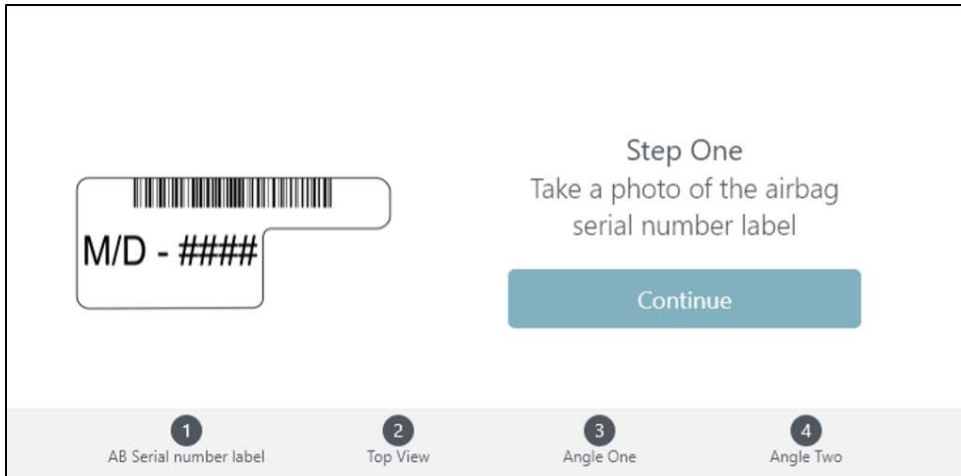 M/D - ####
Step One
Take a photo of the airbag
serial number label
Continue
1
AB Serial number label
2
Top View
3
Angle One
4
Angle Two